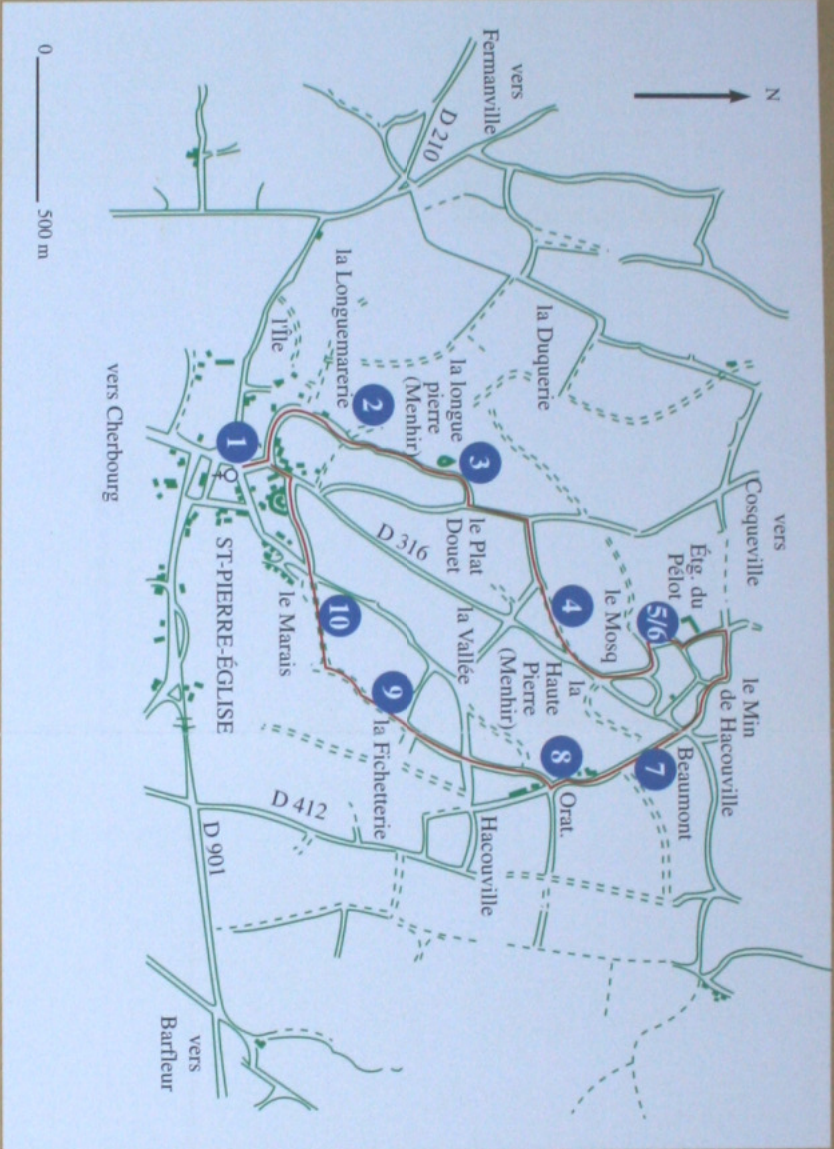 N
0
500 m
vers
Fermanville
D 210
la Duquerie
vers
Cosqueville
Étg. du
Pélot
5/6
le Min
de Hacouville
Beaumont
7
le Mosq
4
la
Haute
Pierre
(Menhir)
8
Orat.
la longue
pierre
(Menhir)
3
le Plat
Douet
D 316
la Vallée
Hacouville
la Longuemarerie
2
l'Île
9
la Fichetterie
10
le Marais
1
ST-PIERRE-ÉGLISE
D 412
D 901
vers Cherbourg
vers
Barfleur